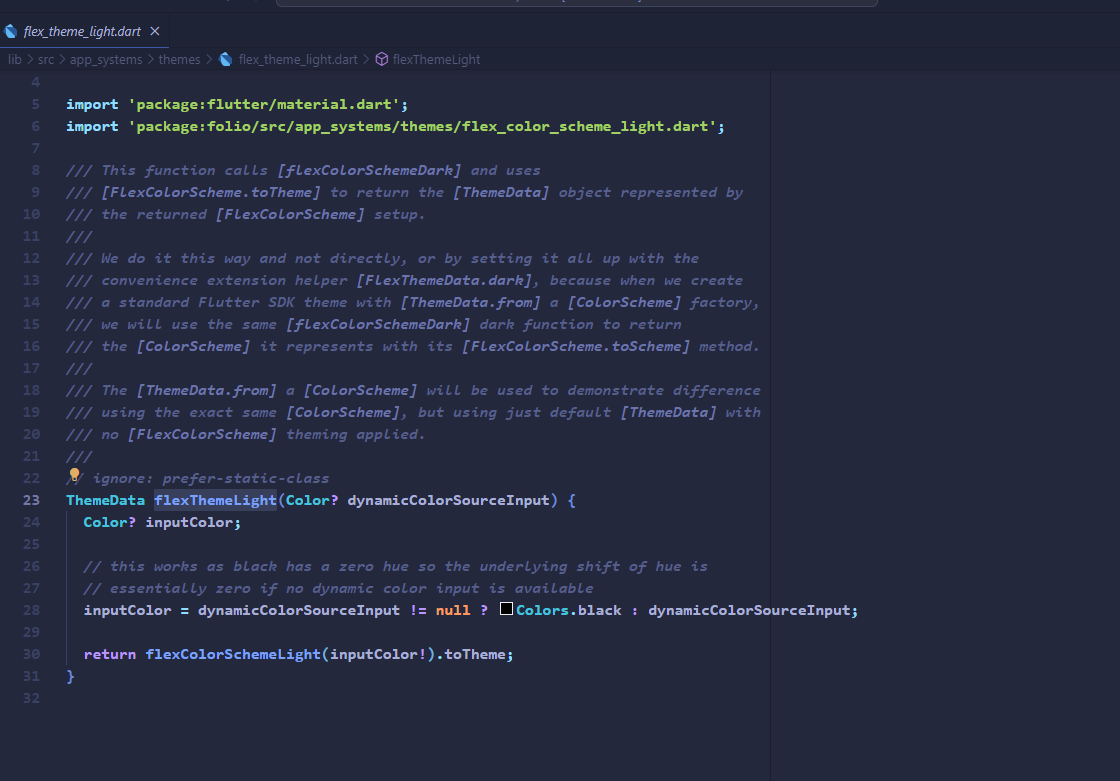 flex_theme_light.dart
lib > src > app_systems > themes > flex_theme_light.dart > flexThemeLight
4
5 import 'package:flutter/material.dart';
6 import 'package:folio/src/app_systems/themes/flex_color_scheme_light.dart';
7
8 /// This function calls [flexColorSchemeDark] and uses
9 /// [FlexColorScheme.toTheme] to return the [ThemeData] object represented by
10 /// the returned [FlexColorScheme] setup.
11 ///
12 /// We do it this way and not directly, or by setting it all up with the
13 /// convenience extension helper [FlexThemeData.dark], because when we create
14 /// a standard Flutter SDK theme with [ThemeData.from] a [ColorScheme] factory,
15 /// we will use the same [flexColorSchemeDark] dark function to return
16 /// the [ColorScheme] it represents with its [FlexColorScheme.toScheme] method.
17 ///
18 /// The [ThemeData.from] a [ColorScheme] will be used to demonstrate difference
19 /// using the exact same [ColorScheme], but using just default [ThemeData] with
20 /// no [FlexColorScheme] theming applied.
21 ///
22 // ignore: prefer-static-class
23 ThemeData flexThemeLight(Color? dynamicColorSourceInput) {
24 Color? inputColor;
25
26 // this works as black has a zero hue so the underlying shift of hue is
27 // essentially zero if no dynamic color input is available
28 inputColor = dynamicColorSourceInput != null ? Colors.black : dynamicColorSourceInput;
29
30 return flexColorSchemeLight(inputColor!).toTheme;
31 }
32